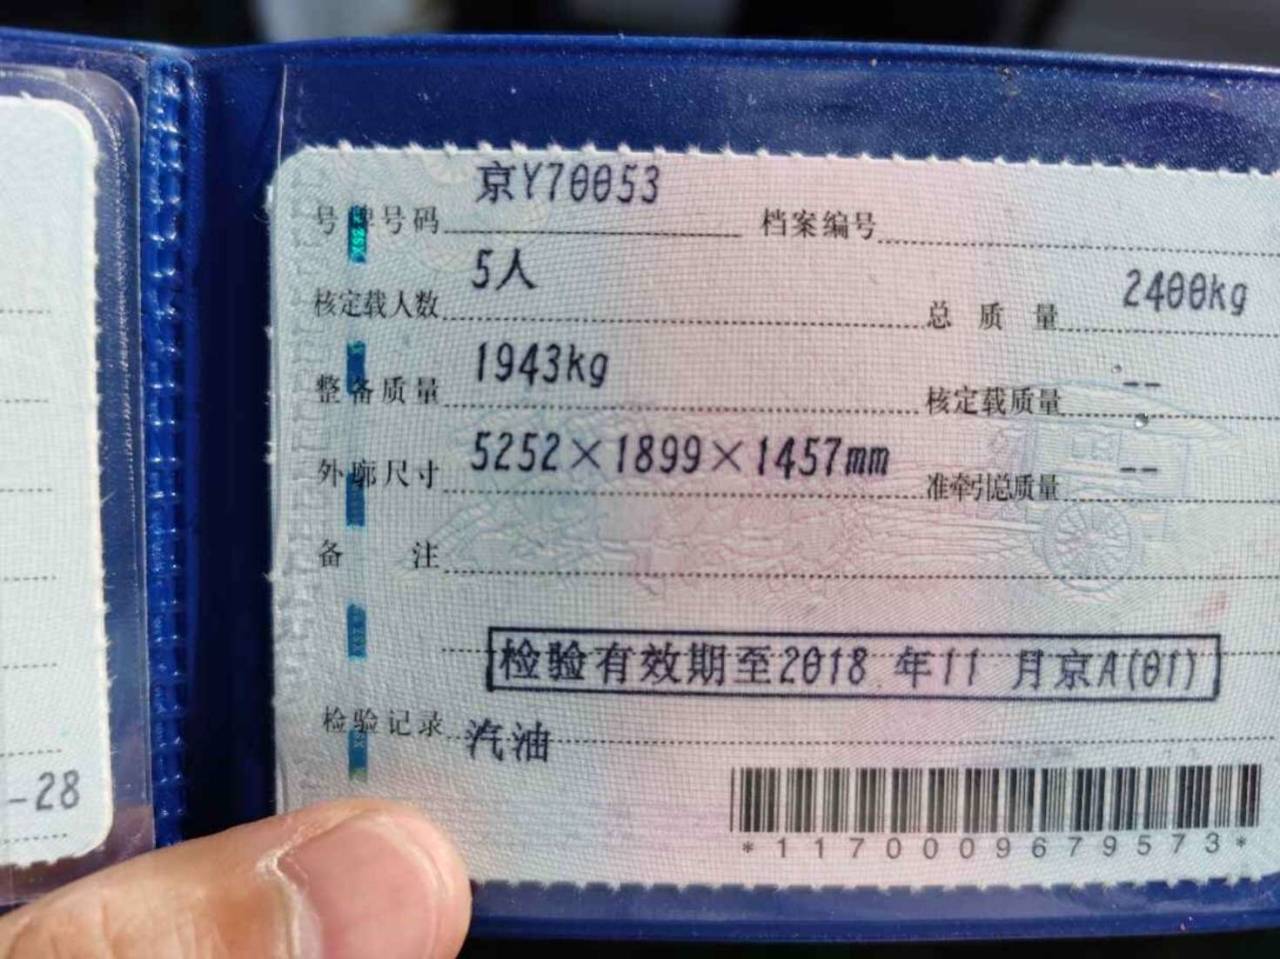 京Y70053
号牌号码 档案编号
5人
核定载人数 总质量 2400kg
整备质量 1943kg 核定载质量 --
外廓尺寸 5252×1899×1457mm 准牵引总质量 --
备注
检验有效期至2018年11月京A(01)
检验记录 汽油
-28
*1170009679573*